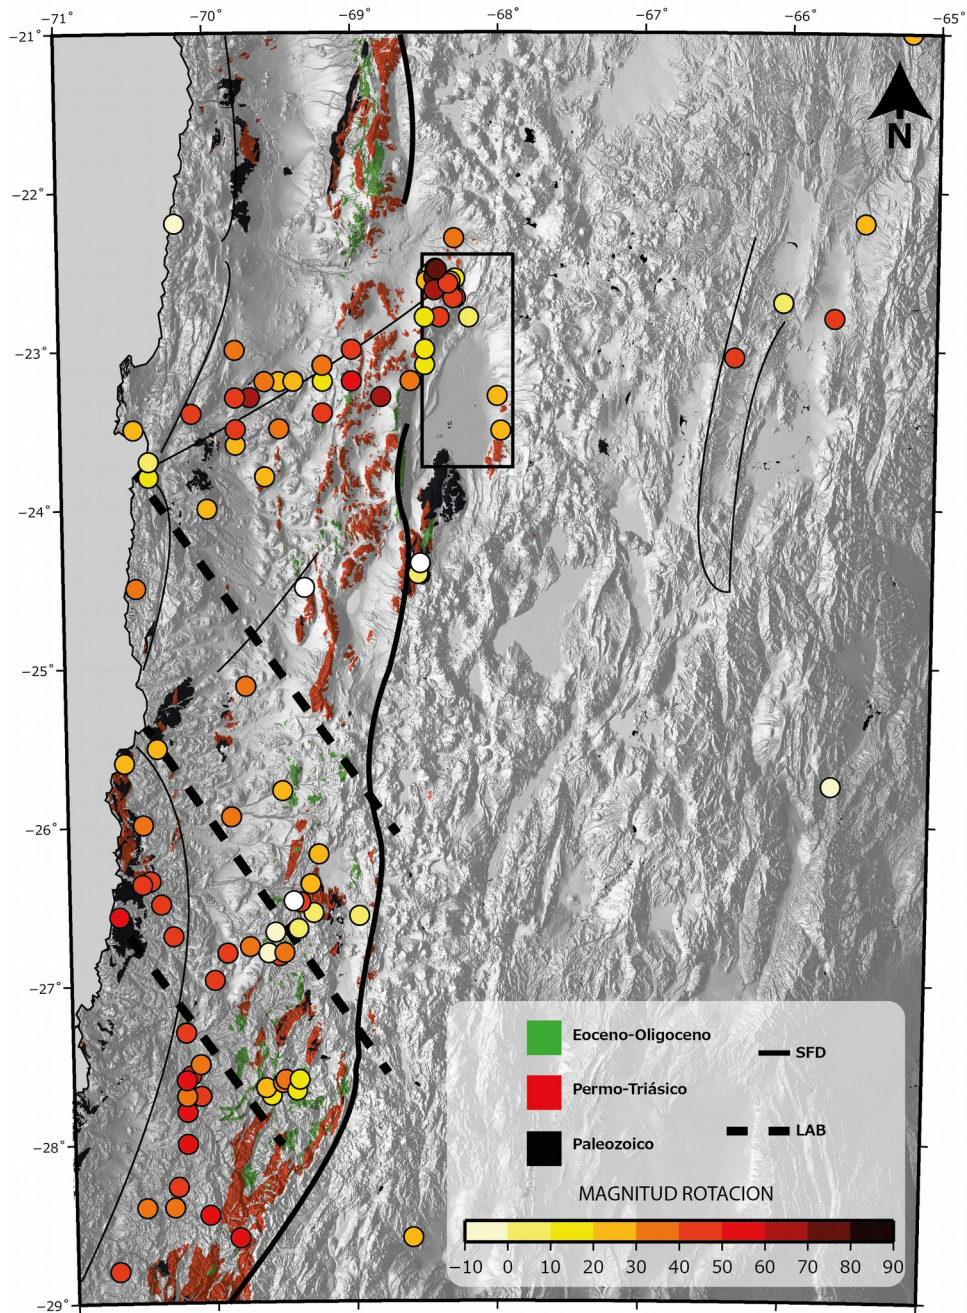 −71˚ −70˚ −69˚ −68˚ −67˚ −66˚ −65˚
−21˚
N
−22˚
−23˚
−24˚
−25˚
−26˚
−27˚
Eoceno-Oligoceno
SFD
Permo-Triásico
LAB
Paleozoico
−28˚
MAGNITUD ROTACION
−10 0 10 20 30 40 50 60 70 80 90
−29˚